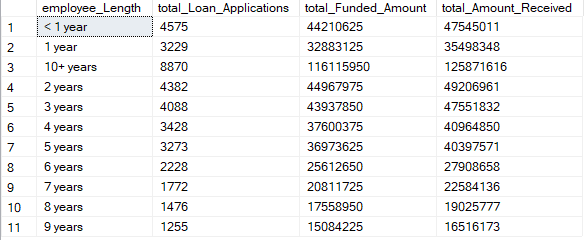 employee_Length total_Loan_Applications total_Funded_Amount total_Amount_Received
1 < 1 year 4575 44210625 47545011
2 1 year 3229 32883125 35498348
3 10+ years 8870 116115950 125871616
4 2 years 4382 44967975 49206961
5 3 years 4088 43937850 47551832
6 4 years 3428 37600375 40964850
7 5 years 3273 36973625 40397571
8 6 years 2228 25612650 27908658
9 7 years 1772 20811725 22584136
10 8 years 1476 17558950 19025777
11 9 years 1255 15084225 16516173